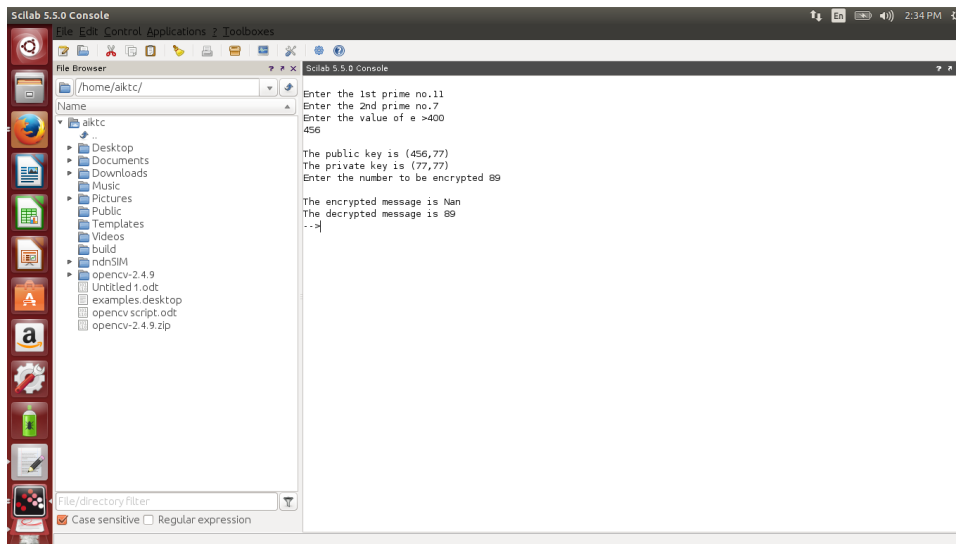 Scilab 5.5.0 Console
En
2:34 PM
File Edit Control Applications ? Toolboxes
File Browser
? ↗ X
Scilab 5.5.0 Console
? ↗
/home/aiktc/
Name
aiktc
..
Desktop
Documents
Downloads
Music
Pictures
Public
Templates
Videos
build
ndnSIM
opencv-2.4.9
Untitled 1.odt
examples.desktop
opencv script.odt
opencv-2.4.9.zip
File/directory filter
Case sensitive
Regular expression
Enter the 1st prime no.11
Enter the 2nd prime no.7
Enter the value of e >400
456
The public key is (456,77)
The private key is (77,77)
Enter the number to be encrypted 89
The encrypted message is Nan
The decrypted message is 89
-->
A
a